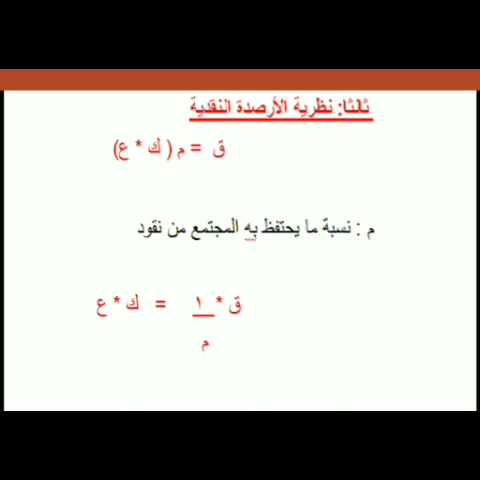 ثالثا: نظرية الأرصدة النقدية
ق = م ( ك * ع)
م : نسبة ما يحتفظ به المجتمع من نقود
ق * ١ = ك * ع
م